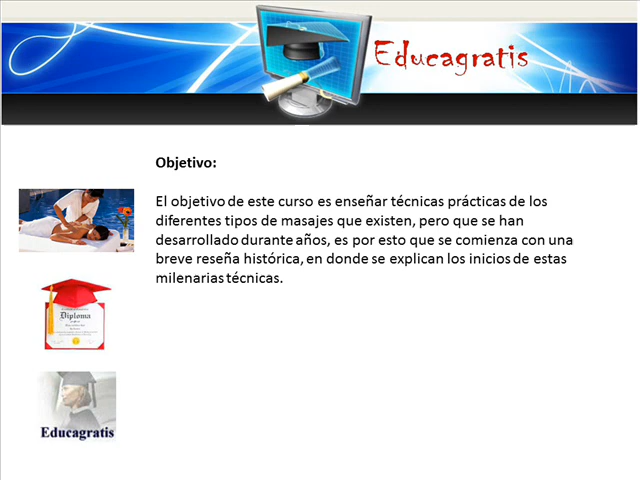 Educagratis
Objetivo:
El objetivo de este curso es enseñar técnicas prácticas de los
diferentes tipos de masajes que existen, pero que se han
desarrollado durante años, es por esto que se comienza con una
breve reseña histórica, en donde se explican los inicios de estas
milenarias técnicas.
Diploma
Educagratis